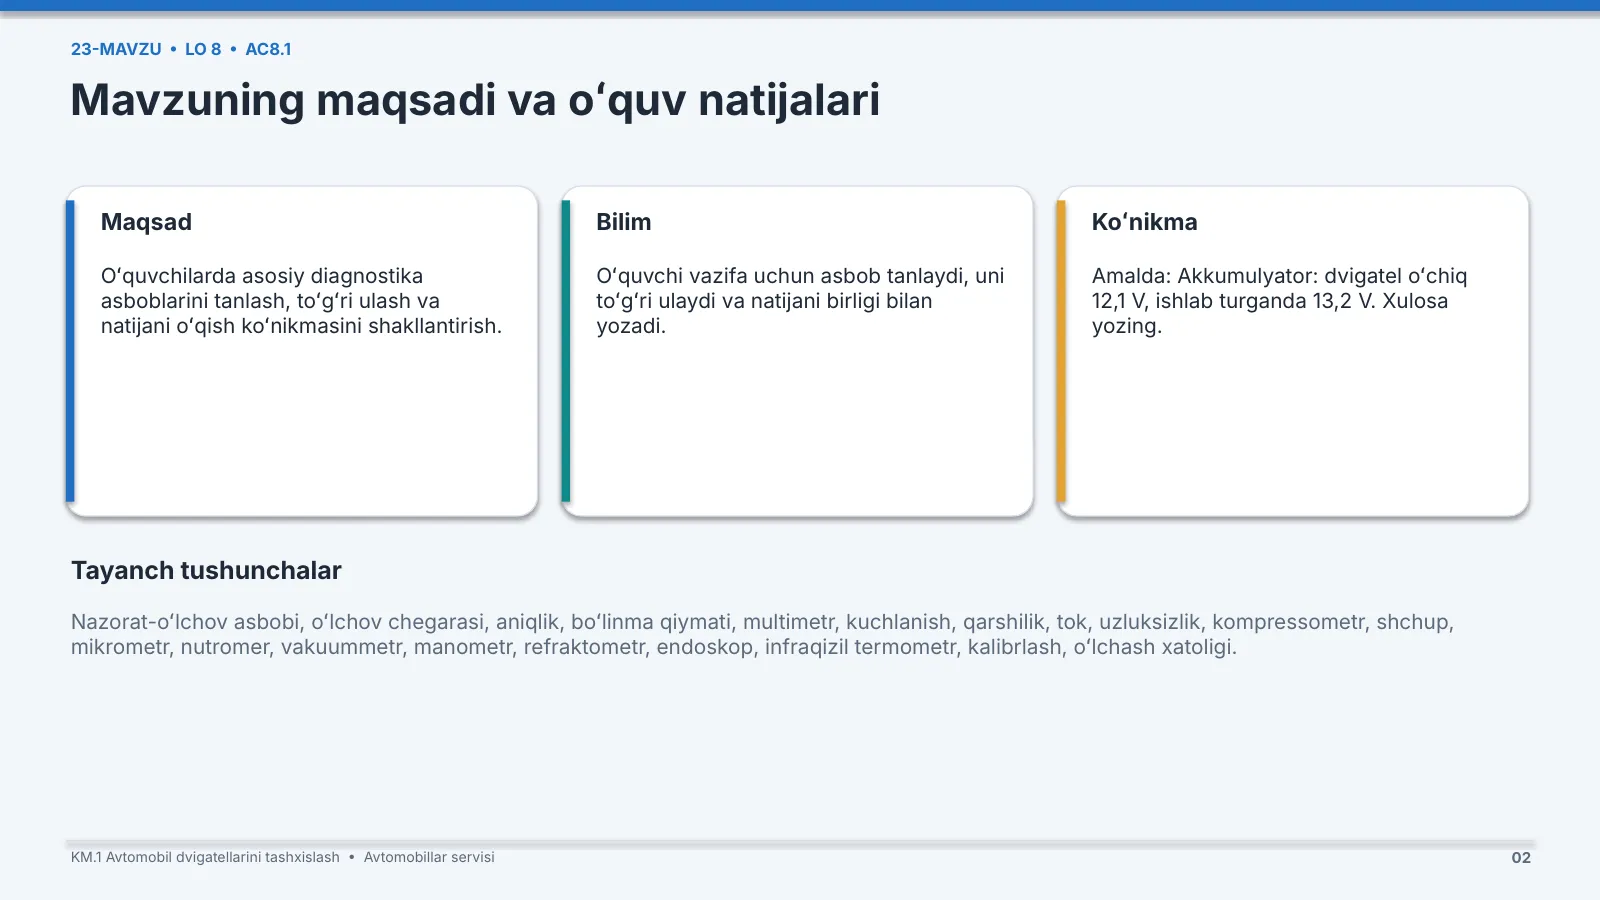 23-MAVZU • LO 8 • AC8.1
Mavzuning maqsadi va oʻquv natijalari
Maqsad
Oʻquvchilarda asosiy diagnostika
asboblarini tanlash, toʻgʻri ulash va
natijani oʻqish koʻnikmasini shakllantirish.
Bilim
Oʻquvchi vazifa uchun asbob tanlaydi, uni
toʻgʻri ulaydi va natijani birligi bilan
yozadi.
Koʻnikma
Amalda: Akkumulyator: dvigatel oʻchiq
12,1 V, ishlab turganda 13,2 V. Xulosa
yozing.
Tayanch tushunchalar
Nazorat-oʻlchov asbobi, oʻlchov chegarasi, aniqlik, boʻlinma qiymati, multimetr, kuchlanish, qarshilik, tok, uzluksizlik, kompressometr, shchup,
mikrometr, nutromer, vakuummetr, manometr, refraktometr, endoskop, infraqizil termometr, kalibrlash, oʻlchash xatoligi.
KM.1 Avtomobil dvigatellarini tashxislash • Avtomobillar servisi
02